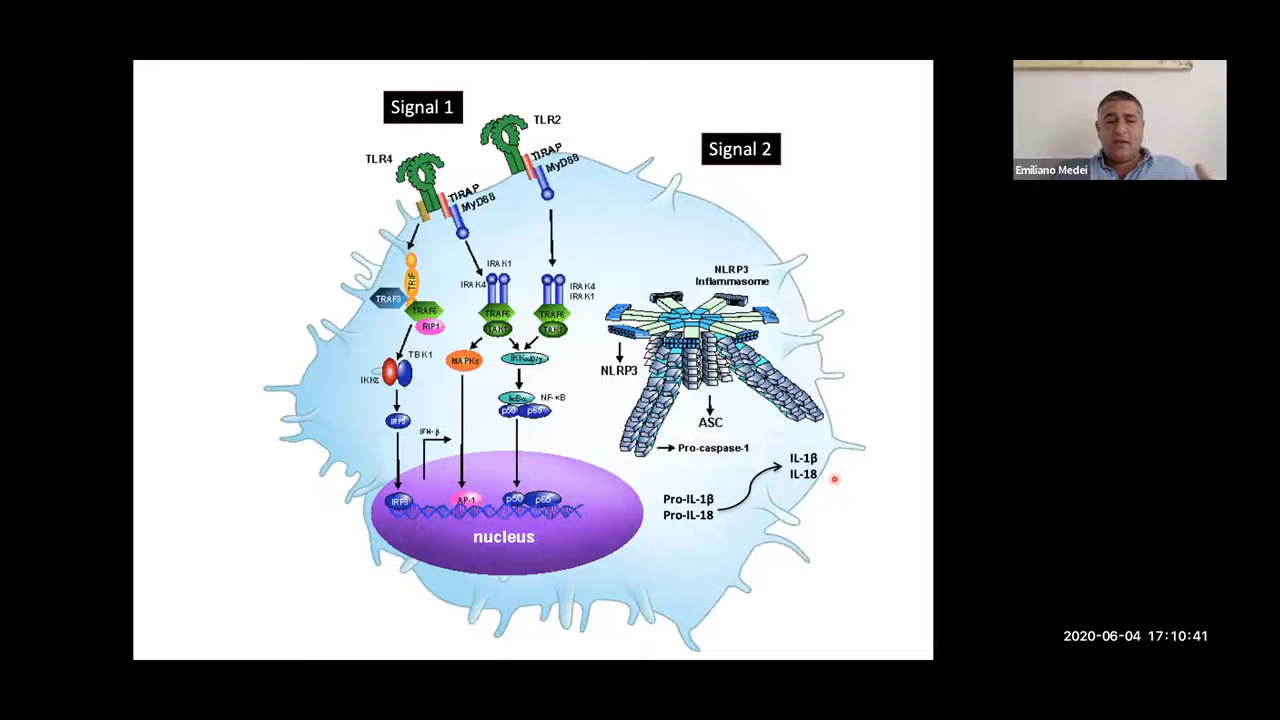 Signal 1
TLR2
Signal 2
TLR4
TIRAP
MyD88
TIRAP
MyD88
Emiliano Medei
IRAK1
IRAK4
IRAK4
IRAK1
TRIF
TRAF3
TRAF6
RIP1
TRAF6
TAK1
TRAF6
TAK1
NLRP3
Inflammasome
TBK1
IKKε
MAPKs
IKKα/β/γ
NLRP3
IκBα
NF-κB
p50
p65
IRF3
IFN-β
ASC
Pro-caspase-1
IL-1β
IL-18
Pro-IL-1β
Pro-IL-18
IRF3
AP-1
p50
p65
nucleus
2020-06-04 17:10:41